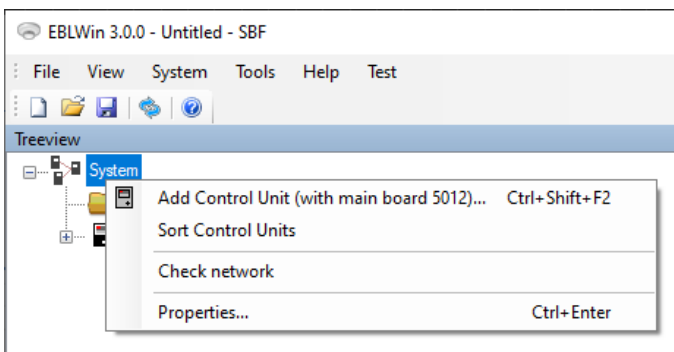 EBLWin 3.0.0 - Untitled - SBF
File View System Tools Help Test
Treeview
System
Add Control Unit (with main board 5012)... Ctrl+Shift+F2
Sort Control Units
Check network
Properties... Ctrl+Enter